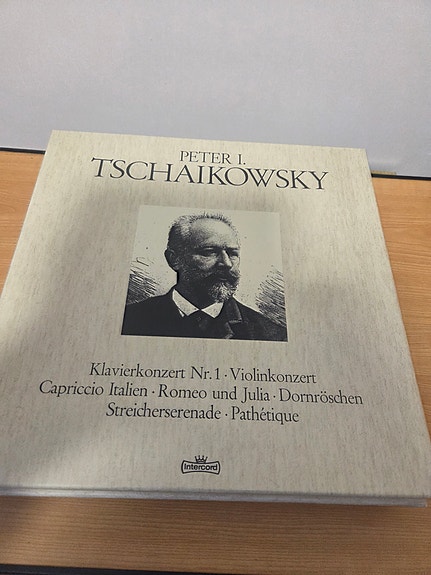 PETER I.
TSCHAIKOWSKY
Klavierkonzert Nr. 1 · Violinkonzert
Capriccio Italien · Romeo und Julia · Dornröschen
Streicherserenade · Pathétique
Intercord